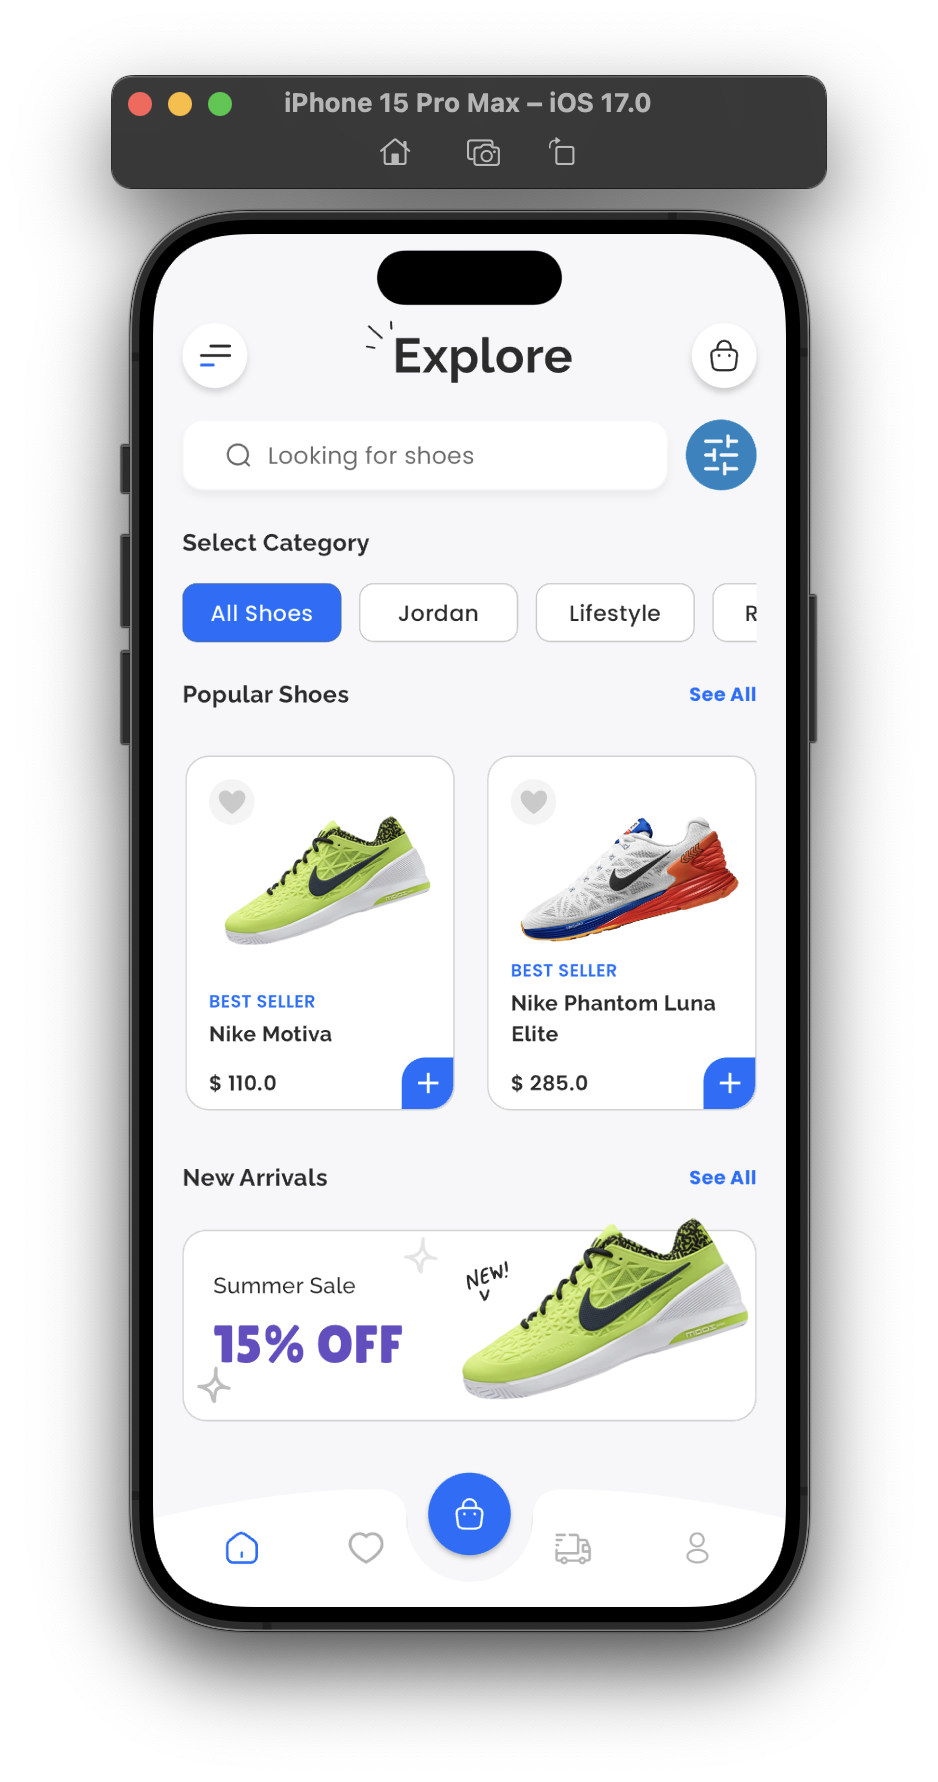 iPhone 15 Pro Max – iOS 17.0
Explore
Looking for shoes
Select Category
All Shoes
Jordan
Lifestyle
R
Popular Shoes
See All
BEST SELLER
Nike Motiva
$ 110.0
BEST SELLER
Nike Phantom Luna
Elite
$ 285.0
New Arrivals
See All
Summer Sale
15% OFF
NEW!